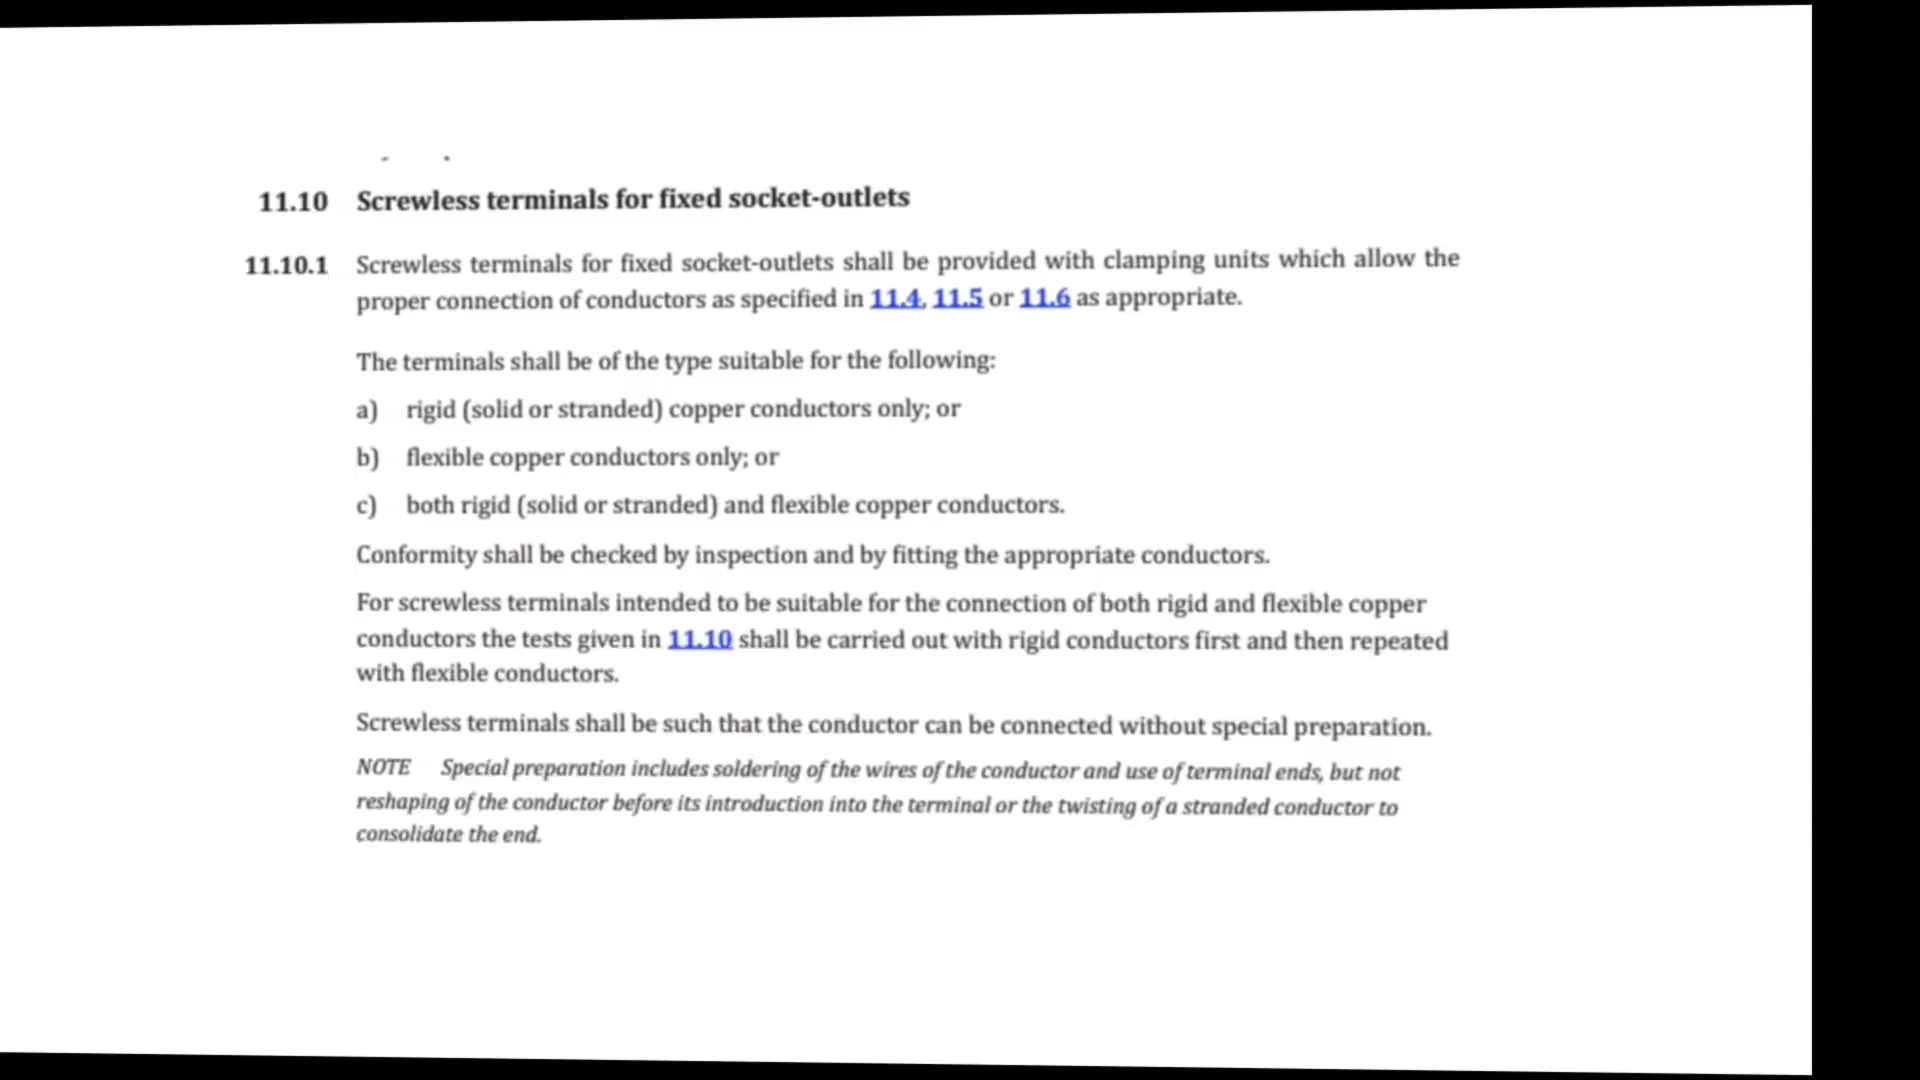 11.10 Screwless terminals for fixed socket-outlets
11.10.1 Screwless terminals for fixed socket-outlets shall be provided with clamping units which allow the
proper connection of conductors as specified in 11.4, 11.5 or 11.6 as appropriate.
The terminals shall be of the type suitable for the following:
a) rigid (solid or stranded) copper conductors only; or
b) flexible copper conductors only; or
c) both rigid (solid or stranded) and flexible copper conductors.
Conformity shall be checked by inspection and by fitting the appropriate conductors.
For screwless terminals intended to be suitable for the connection of both rigid and flexible copper
conductors the tests given in 11.10 shall be carried out with rigid conductors first and then repeated
with flexible conductors.
Screwless terminals shall be such that the conductor can be connected without special preparation.
NOTE Special preparation includes soldering of the wires of the conductor and use of terminal ends, but not
reshaping of the conductor before its introduction into the terminal or the twisting of a stranded conductor to
consolidate the end.